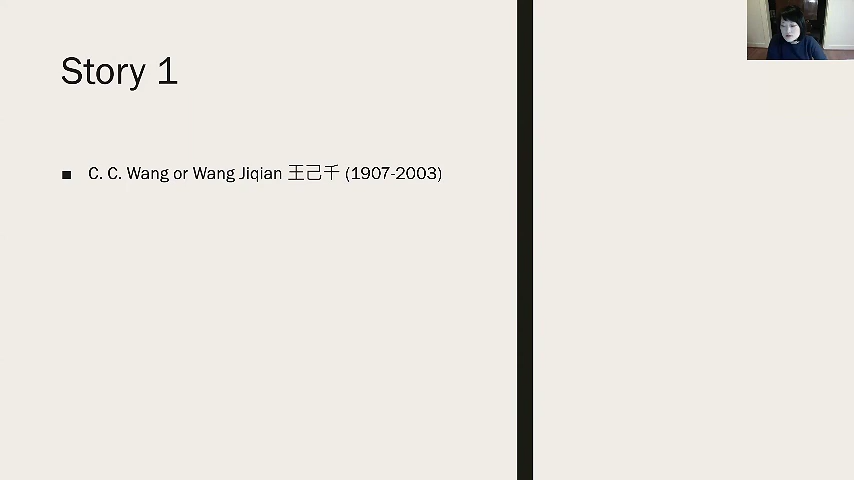 Story 1
■ C. C. Wang or Wang Jiqian 王己千 (1907-2003)